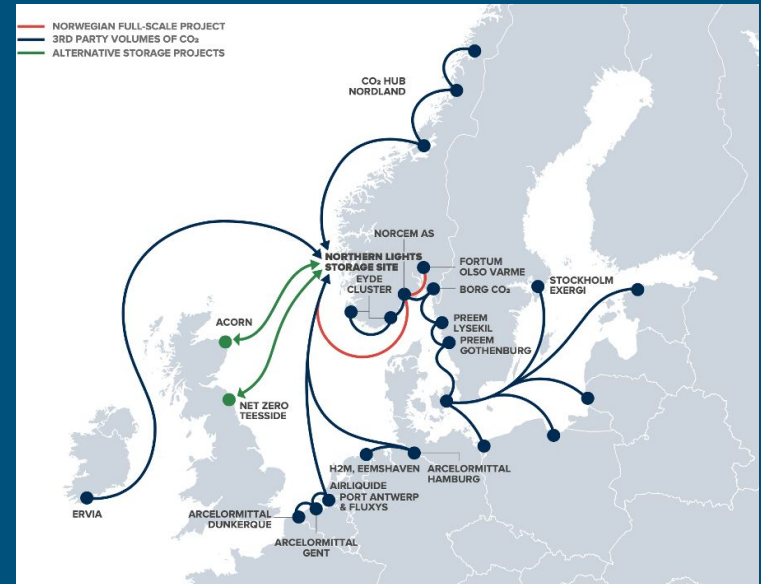 NORWEGIAN FULL-SCALE PROJECT
3RD PARTY VOLUMES OF CO₂
ALTERNATIVE STORAGE PROJECTS
CO₂ HUB
NORDLAND
NORCEM AS
NORTHERN LIGHTS
STORAGE SITE
EYDE
CLUSTER
FORTUM
OLSO VARME
BORG CO₂
STOCKHOLM
EXERGI
PREEM
LYSEKIL
PREEM
GOTHENBURG
ACORN
NET ZERO
TEESSIDE
H2M, EEMSHAVEN
ARCELORMITTAL
HAMBURG
AIRLIQUIDE
PORT ANTWERP
& FLUXYS
ERVIA
ARCELORMITTAL
DUNKERQUE
ARCELORMITTAL
GENT